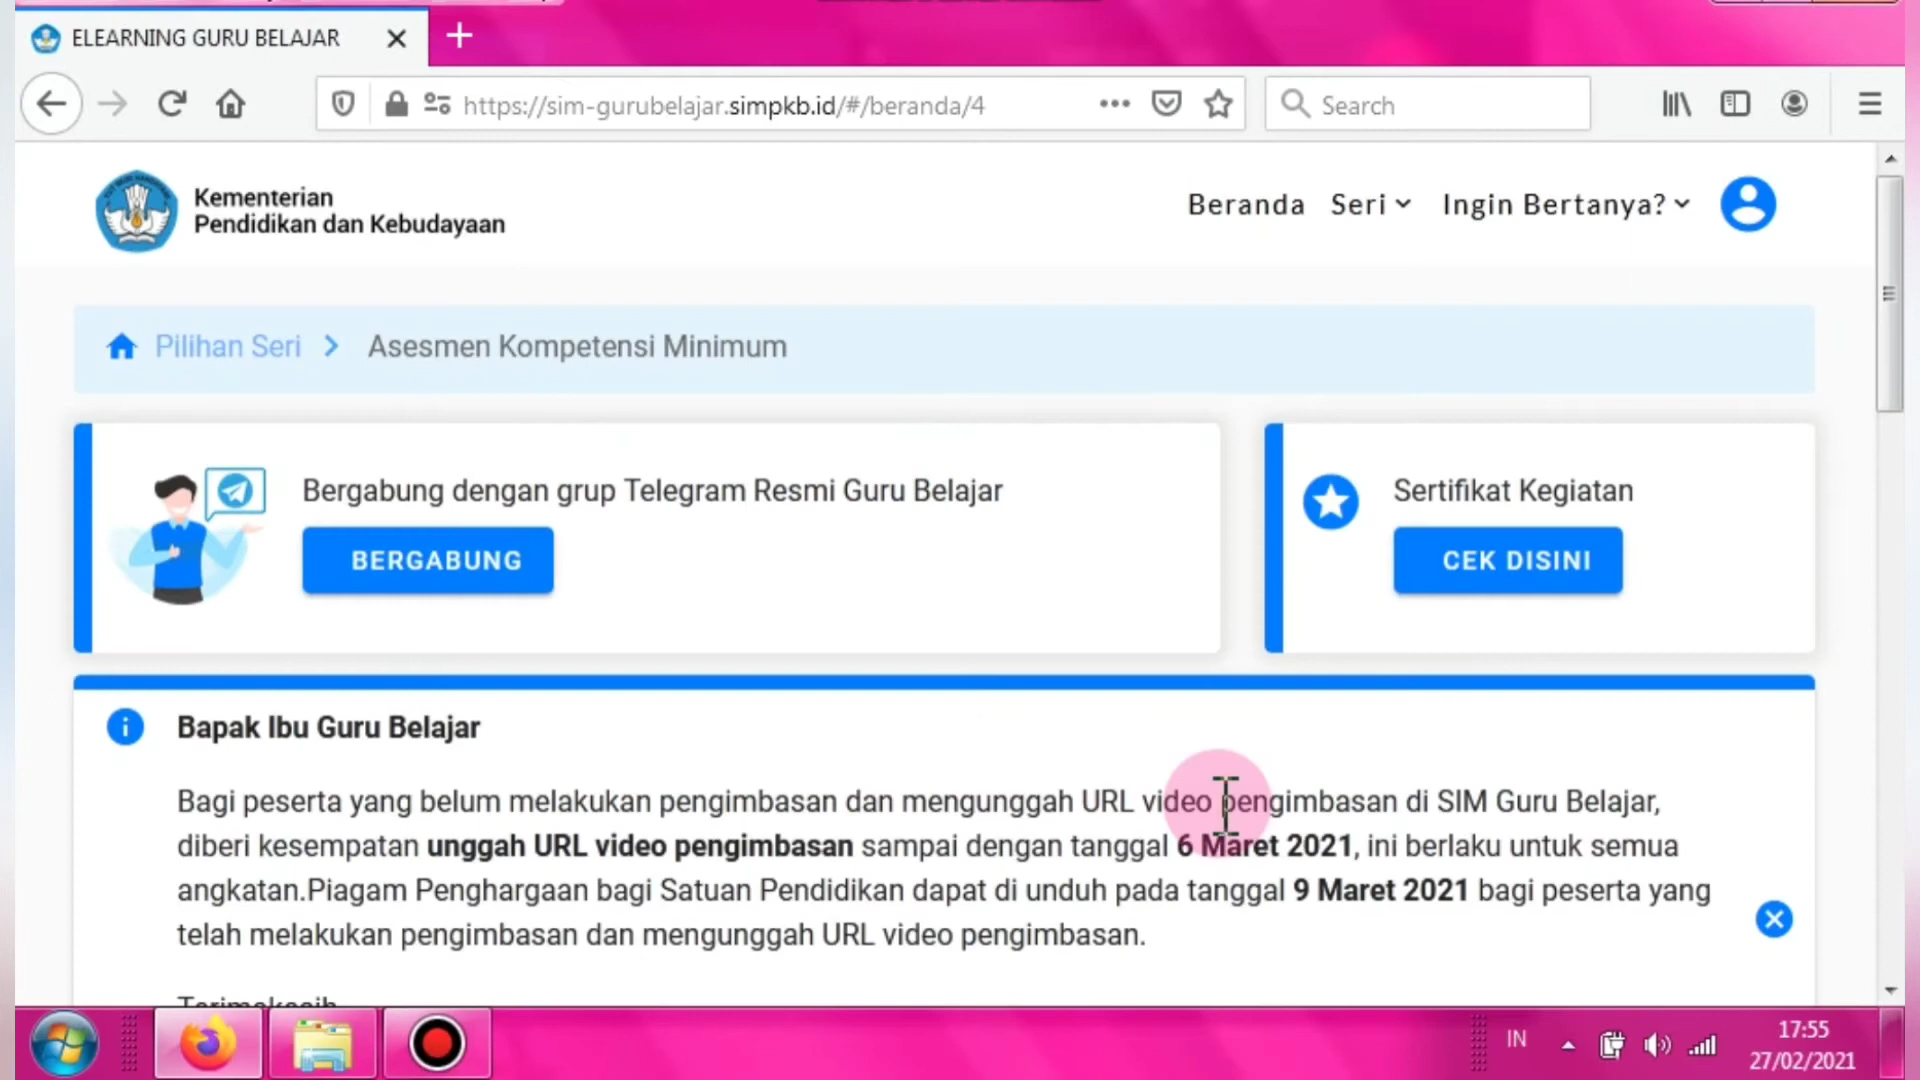 ELEARNING GURU BELAJAR
https://sim-gurubelajar.simpkb.id/#/beranda/4
Search
Kementerian
Pendidikan dan Kebudayaan
Beranda
Seri
Ingin Bertanya?
Pilihan Seri
Asesmen Kompetensi Minimum
Bergabung dengan grup Telegram Resmi Guru Belajar
BERGABUNG
Sertifikat Kegiatan
CEK DISINI
Bapak Ibu Guru Belajar
Bagi peserta yang belum melakukan pengimbasan dan mengunggah URL video pengimbasan di SIM Guru Belajar,
diberi kesempatan unggah URL video pengimbasan sampai dengan tanggal 6 Maret 2021, ini berlaku untuk semua
angkatan.Piagam Penghargaan bagi Satuan Pendidikan dapat di unduh pada tanggal 9 Maret 2021 bagi peserta yang
telah melakukan pengimbasan dan mengunggah URL video pengimbasan.
IN
17:55
27/02/2021